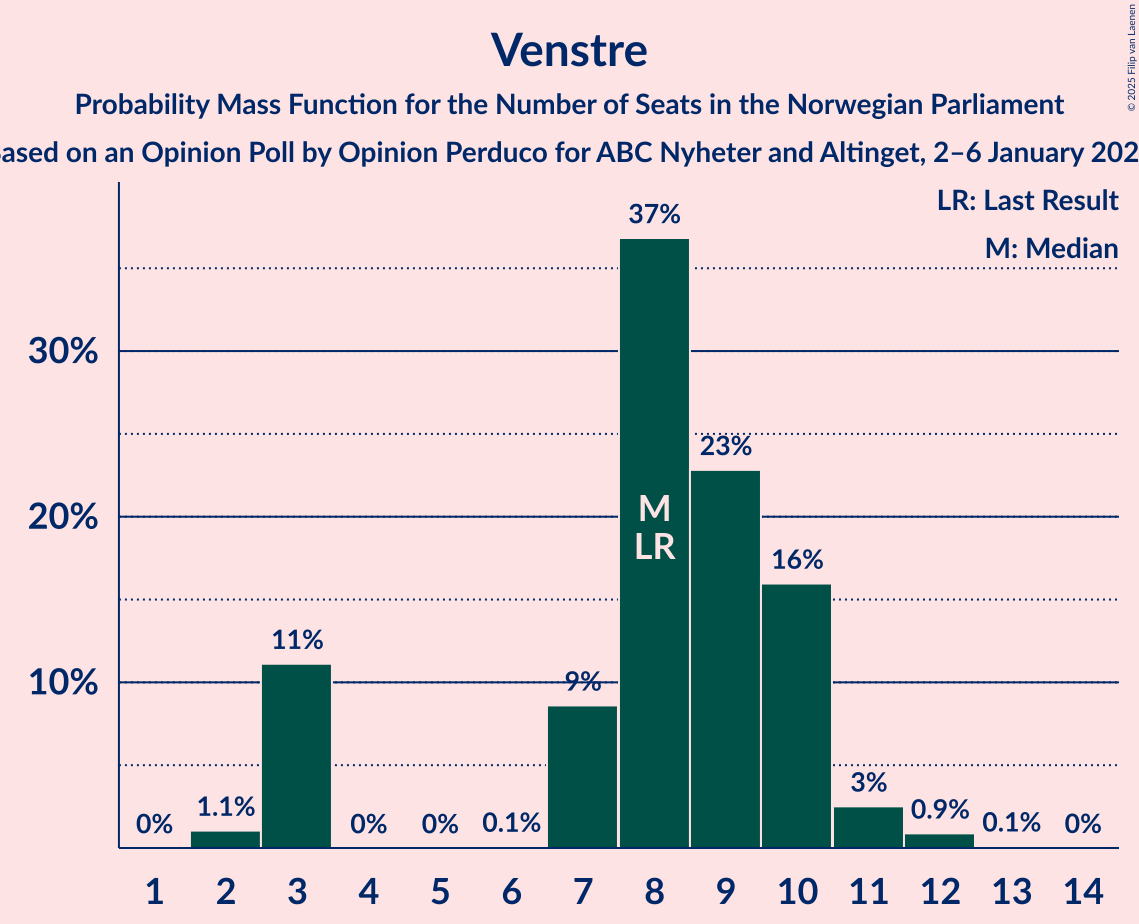 © 2025 Filip van Laenen
Venstre
Probability Mass Function for the Number of Seats in the Norwegian Parliament
ased on an Opinion Poll by Opinion Perduco for ABC Nyheter and Altinget, 2–6 January 202
LR: Last Result
M: Median
37%
30%
23%
M
20%
LR
16%
11%
10%
9%
3%
1.1%
0.9%
0%
0%
0%
0.1%
0.1%
0%
1 2 3 4 5 6 7 8 9 10 11 12 13 14